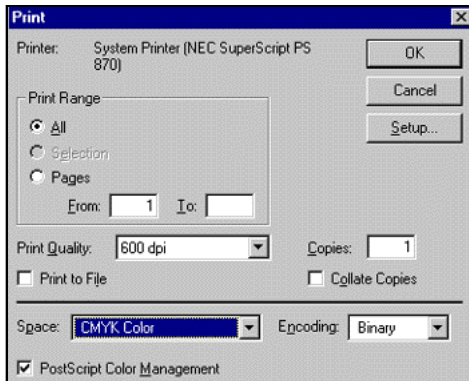 Print
Printer: System Printer (NEC SuperScript PS
870)
OK
Cancel
Setup...
Print Range
All
Selection
Pages
From: 1 To:
Print Quality: 600 dpi
Copies: 1
Print to File
Collate Copies
Space: CMYK Color
Encoding: Binary
PostScript Color Management